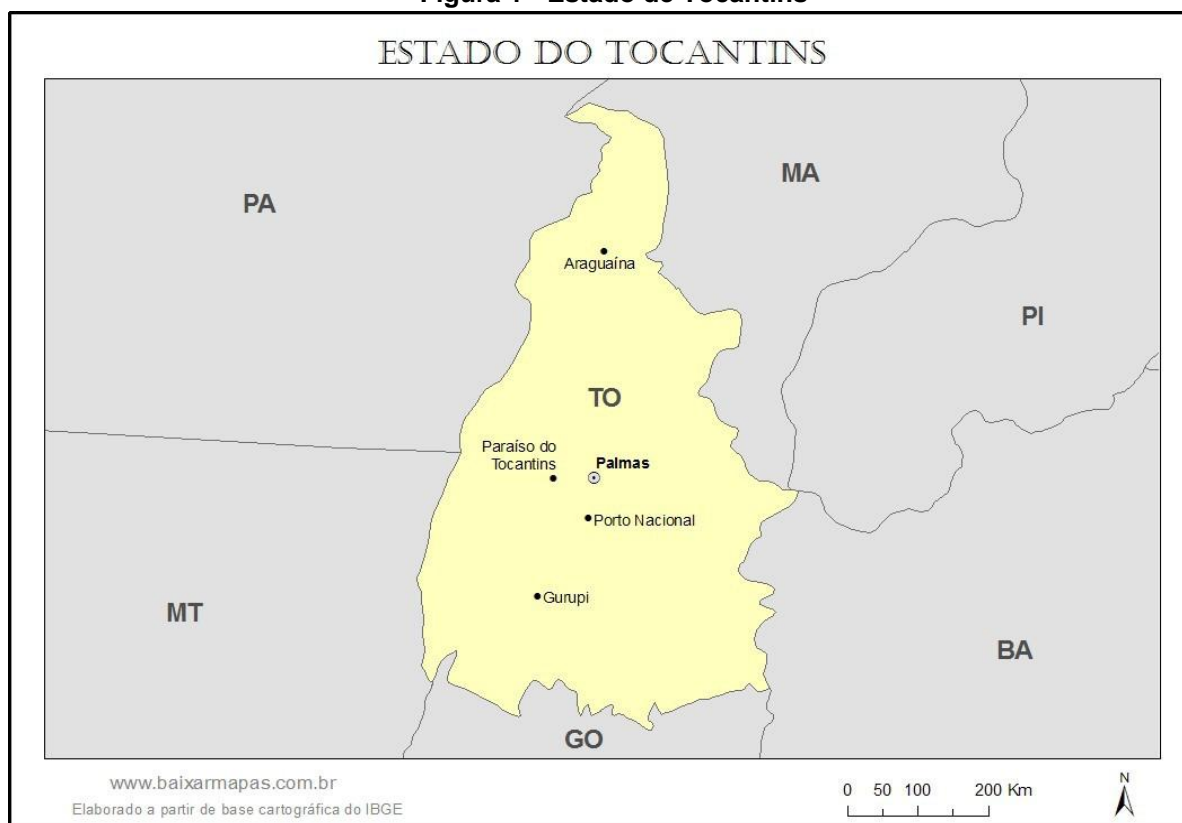 Figura 1 - Estado do Tocantins
ESTADO DO TOCANTINS
PA
MA
Araguaína
PI
TO
Paraíso do
Tocantins
Palmas
Porto Nacional
Gurupi
MT
BA
GO
www.baixarmapas.com.br
Elaborado a partir de base cartográfica do IBGE
0 50 100 200 Km
N